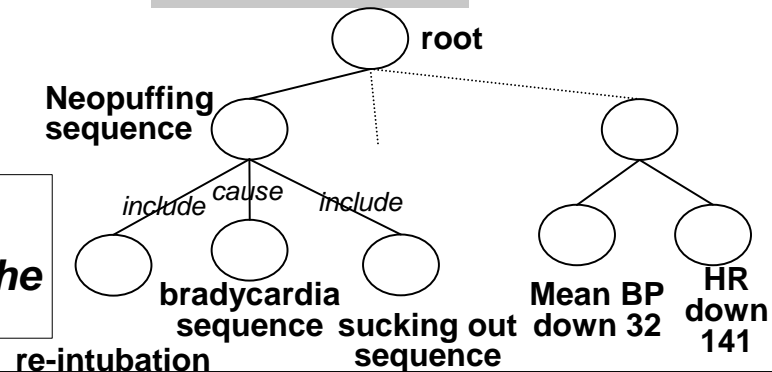 root
Neopuffing
sequence
include
cause
include
he
bradycardia
sequence
sucking out
sequence
Mean BP
down 32
HR
down
141
re-intubation